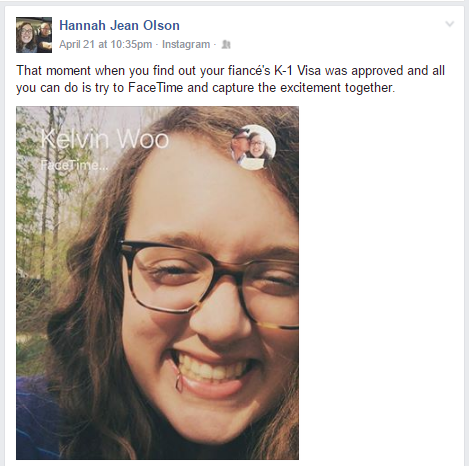 Hannah Jean Olson
April 21 at 10:35pm · Instagram ·
That moment when you find out your fiancé's K-1 Visa was approved and all
you can do is try to FaceTime and capture the excitement together.
Kelvin Woo
FaceTime...